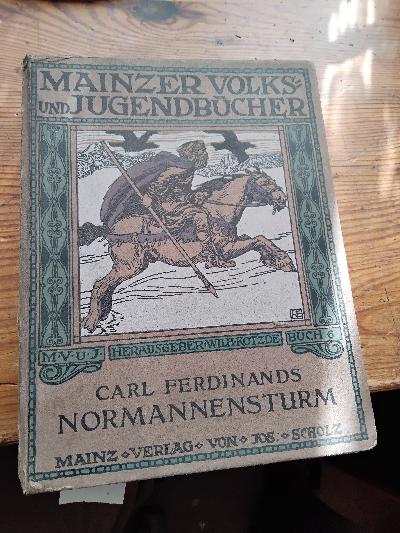 MAINZER VOLKS-
UND JUGENDBÜCHER
M.V.U.J. HERAUSGEBER WILH. KOTZDE BUCH 6
CARL FERDINANDS
NORMANNENSTURM
MAINZ ⬥ VERLAG ⬥ VON ⬥ JOS ⬥ SCHOLZ